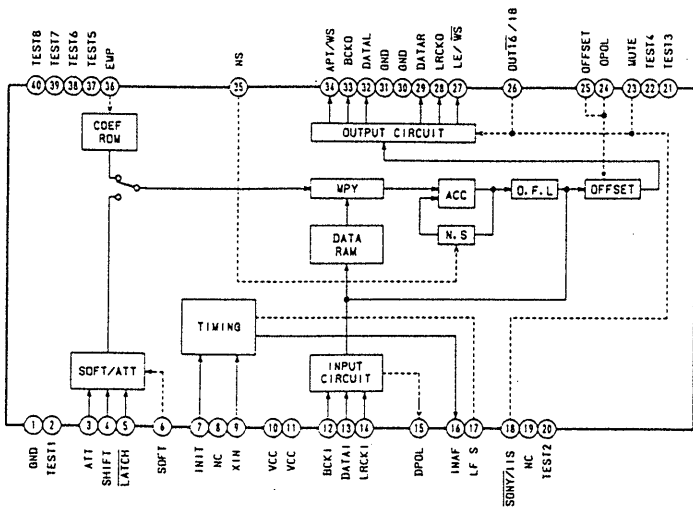 TEST8
TEST7
TEST6
TEST5
EMP
NS
APT/WS
BCKO
DATAL
GND
GND
DATAR
LRCKO
LE/WS
OUT16/18
OFFSET
OPOL
MUTE
TEST4
TEST3
40
39
38
37
36
35
34
33
32
31
30
29
28
27
26
25
24
23
22
21
COEF
ROM
OUTPUT CIRCUIT
MPY
ACC
O.F.L
OFFSET
DATA
RAM
N.S
TIMING
SOFT/ATT
INPUT
CIRCUIT
1
2
3
4
5
6
7
8
9
10
11
12
13
14
15
16
17
18
19
20
GND
TEST1
ATT
SHIFT
LATCH
SOFT
INIT
NC
XIN
VCC
VCC
BCKI
DATAI
LRCKI
DPOL
INAF
LF S
SONY/IIS
NC
TEST2